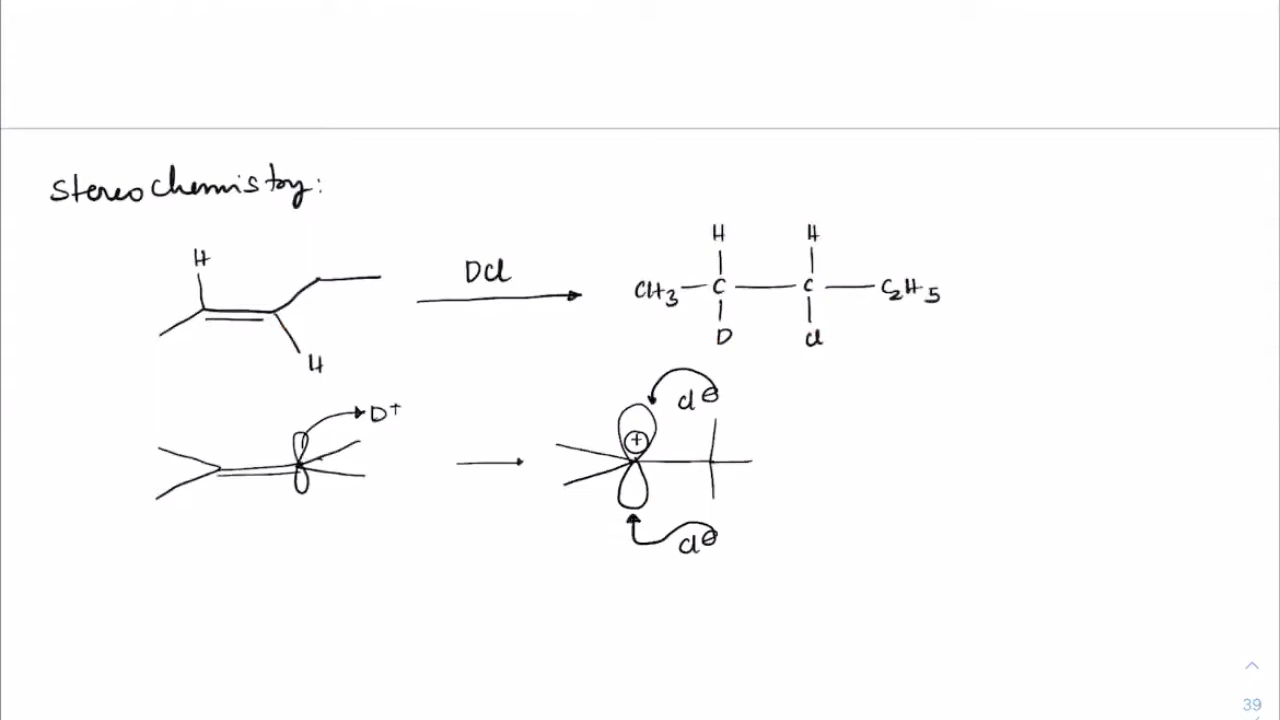 Stereochemistry:
H
DCl
H H
CH3 – C – C – C2H5
H
D Cl
D+
Cl⊖
+
Cl⊖
39